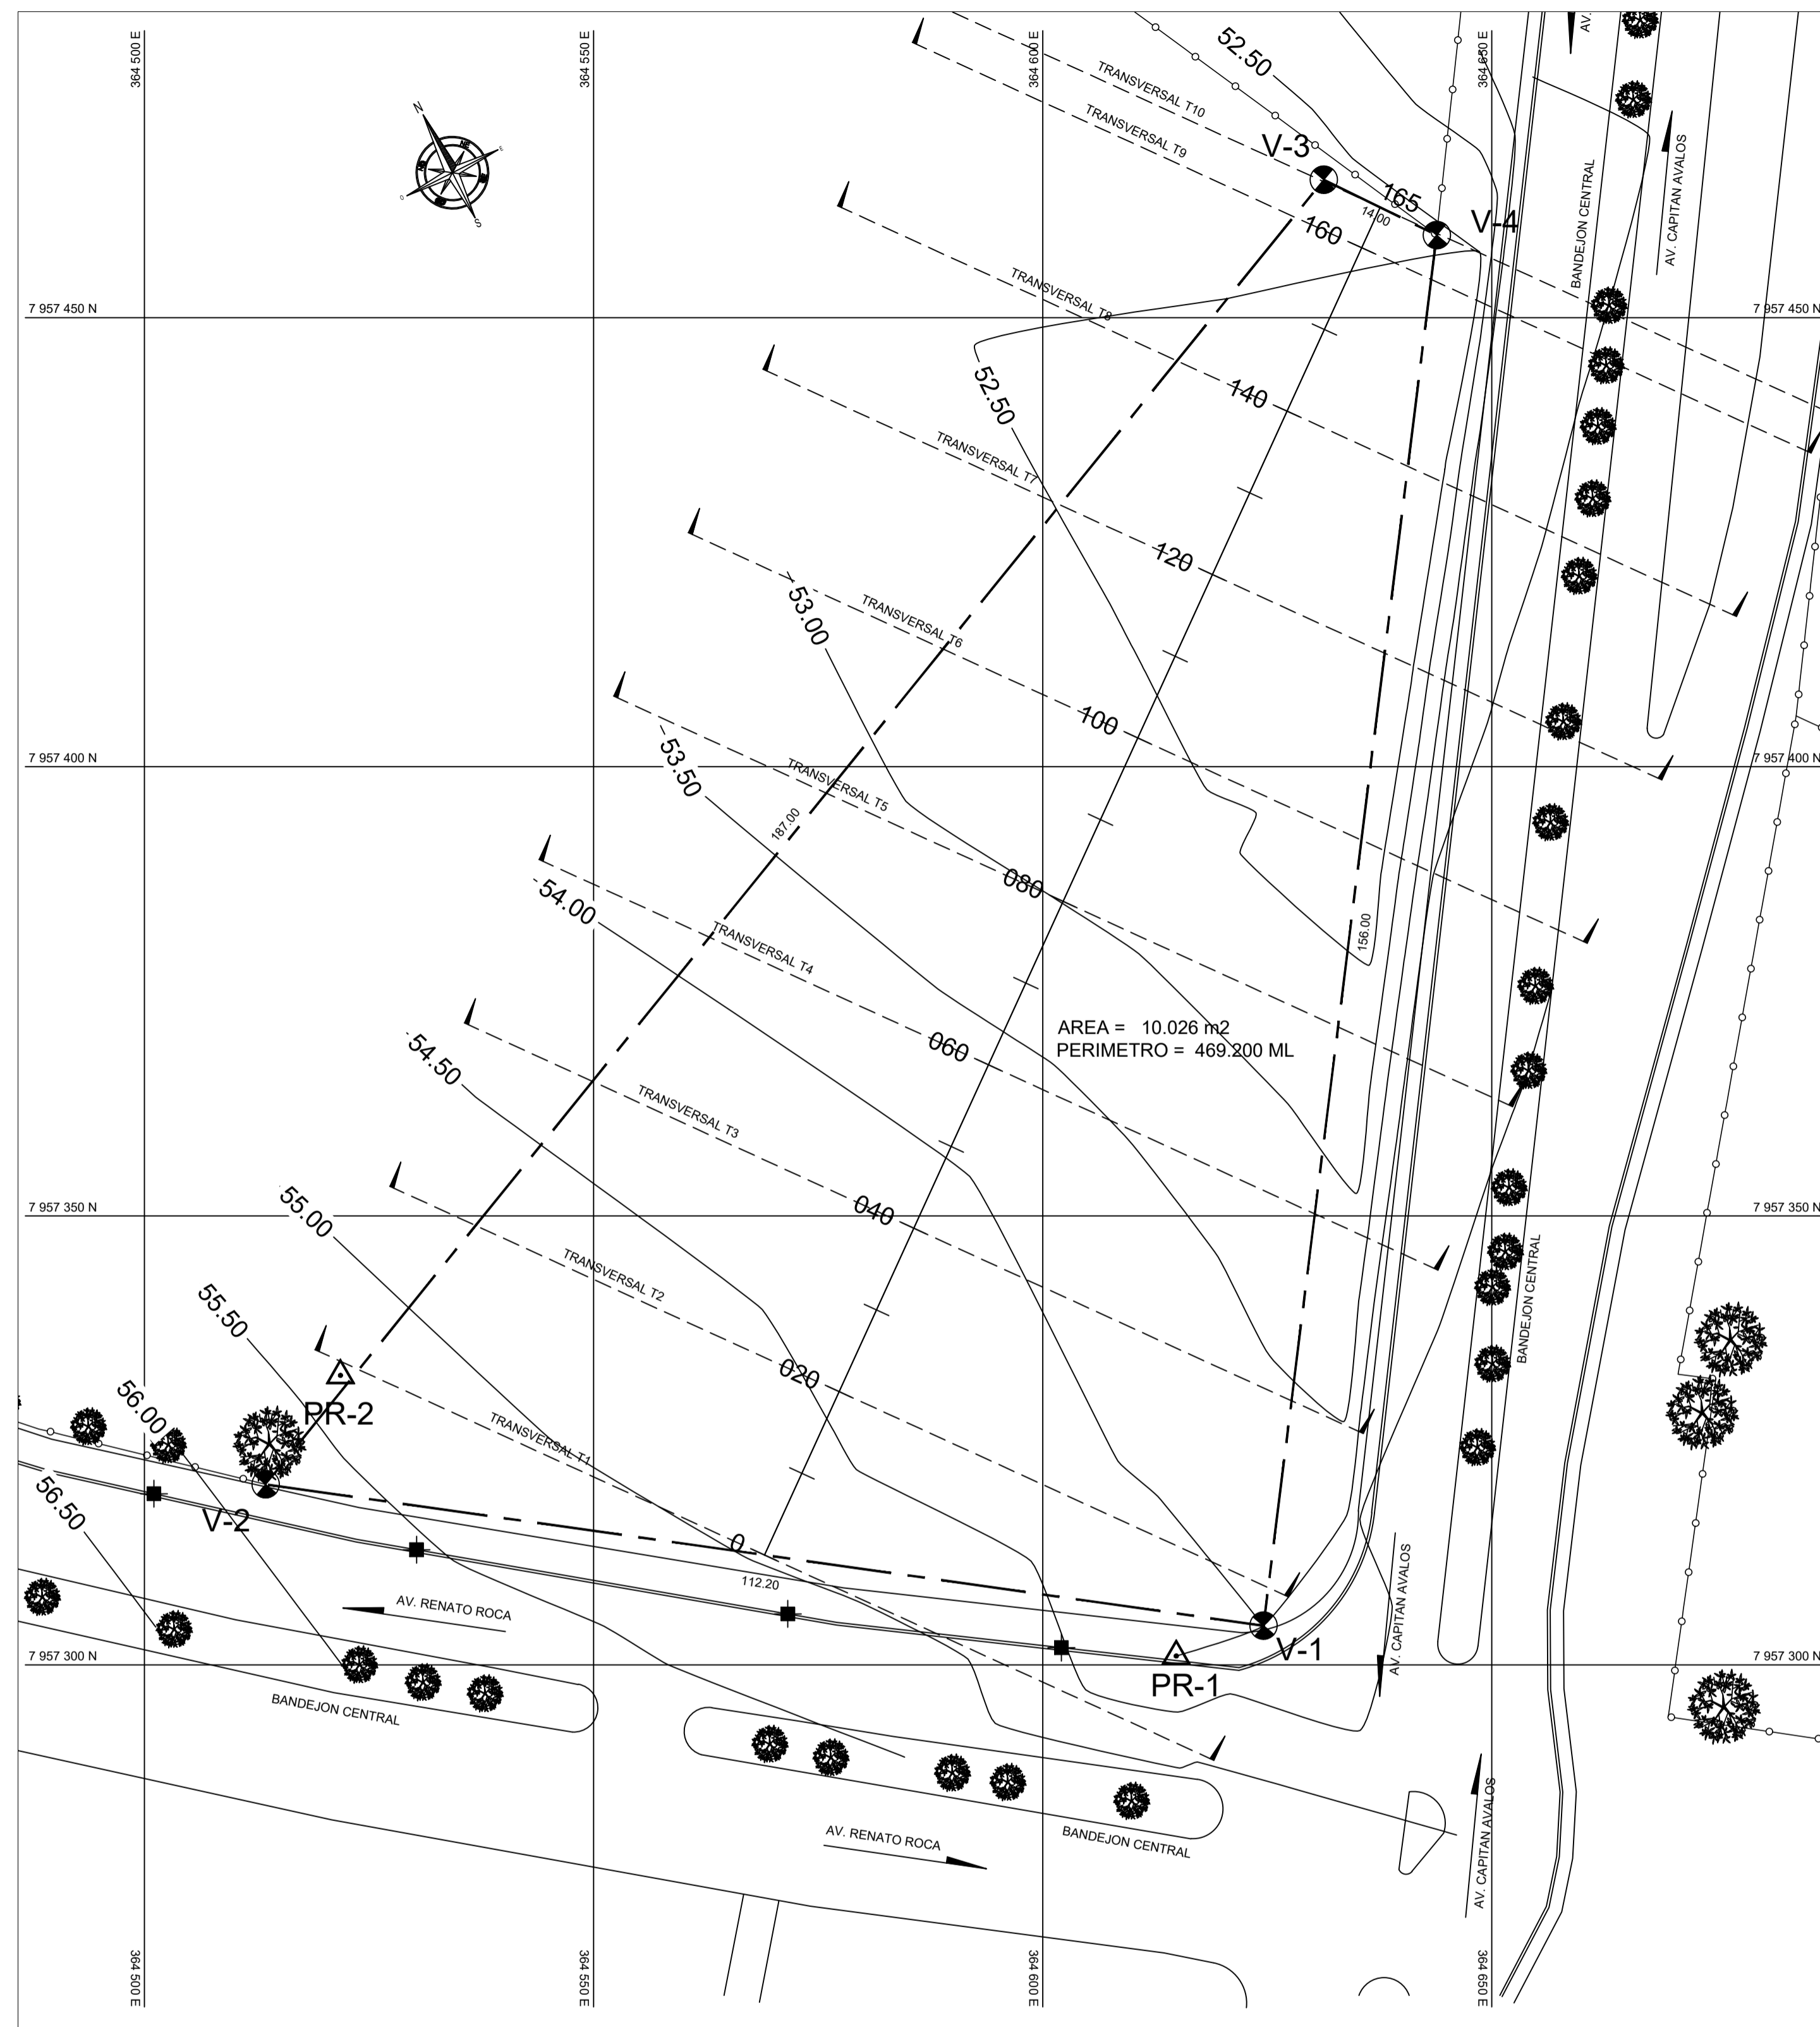 364 500 E
364 550 E
364 600 E
364 650 E
AV.
52.50
TRANSVERSAL T10
TRANSVERSAL T9
V-3
165
14.00
160
V-4
BANDEJON CENTRAL
AV. CAPITAN AVALOS
N
E
S
O
7 957 450 N
7 957 450 N
TRANSVERSAL T8
52.50
140
TRANSVERSAL T7
120
53.00
TRANSVERSAL T6
100
53.50
7 957 400 N
7 957 400 N
TRANSVERSAL T5
187.00
080
54.00
TRANSVERSAL T4
156.00
54.50
060
AREA = 10.026 m2
PERIMETRO = 469.200 ML
TRANSVERSAL T3
55.00
040
7 957 350 N
7 957 350 N
TRANSVERSAL T2
55.50
020
BANDEJON CENTRAL
PR-2
56.00
TRANSVERSAL T1
56.50
V-2
0
112.20
AV. RENATO ROCA
AV. CAPITAN AVALOS
V-1
7 957 300 N
7 957 300 N
PR-1
BANDEJON CENTRAL
AV. RENATO ROCA
BANDEJON CENTRAL
AV. CAPITAN AVALOS
364 500 E
364 550 E
364 600 E
364 650 E